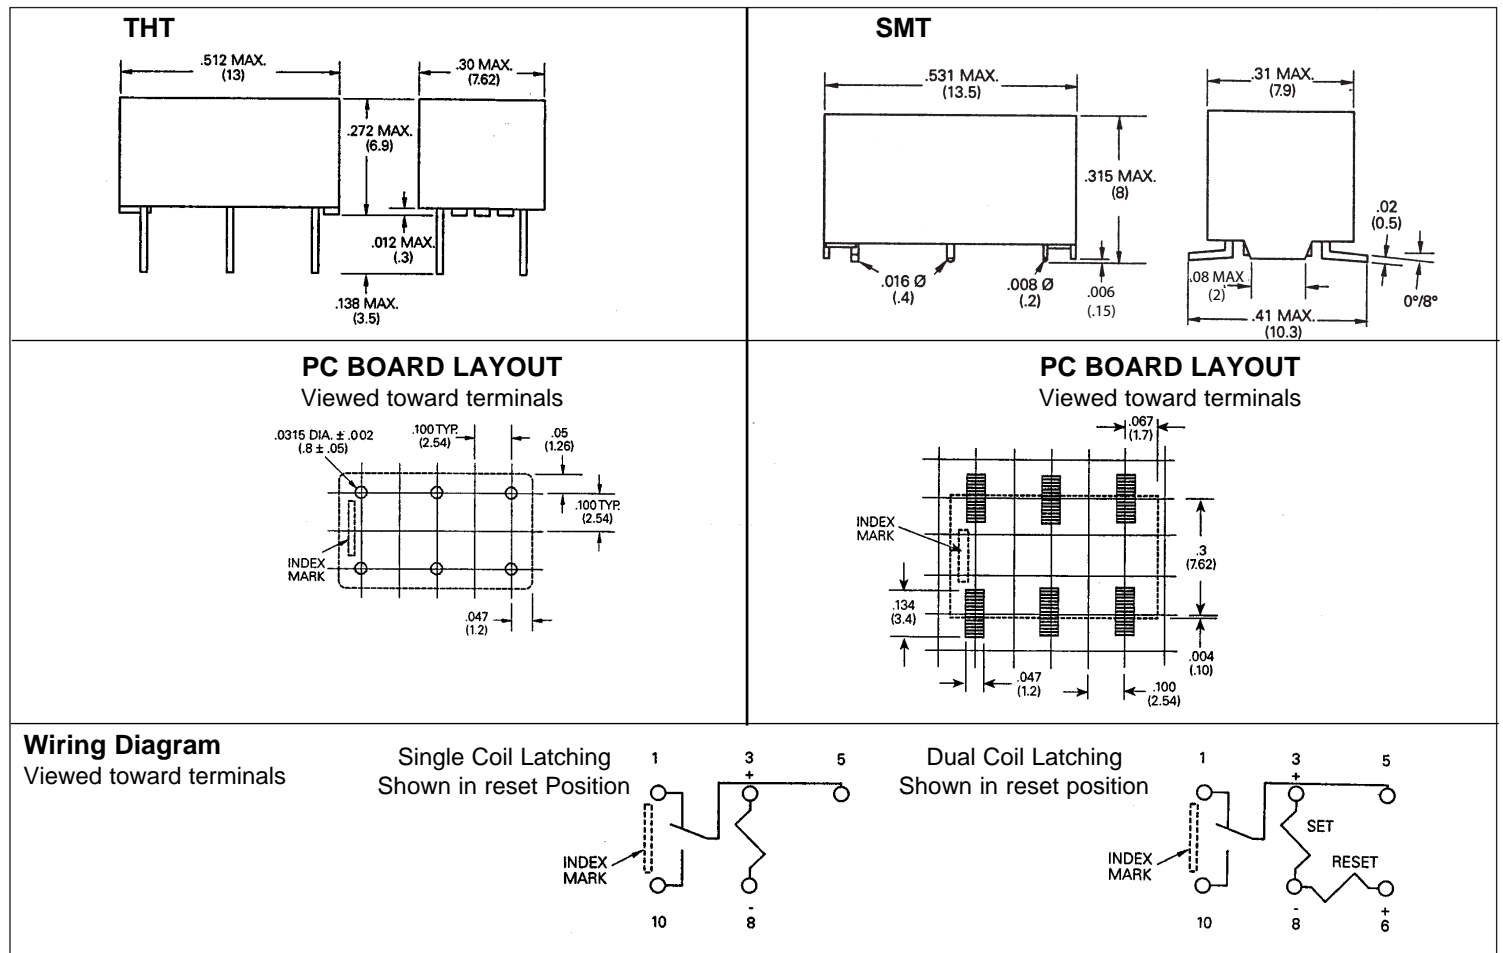 THT
.512 MAX.
(13)
.30 MAX.
(7.62)
.272 MAX.
(6.9)
.012 MAX.
(.3)
.138 MAX.
(3.5)
SMT
.531 MAX.
(13.5)
.31 MAX.
(7.9)
.315 MAX.
(8)
.02
(0.5)
.016 Ø
(.4)
.008 Ø
(.2)
.006
(.15)
.08 MAX
(2)
0°/8°
.41 MAX.
(10.3)
PC BOARD LAYOUT
Viewed toward terminals
.0315 DIA. ± .002
(.8 ± .05)
.100 TYP.
(2.54)
.05
(1.26)
.100 TYP.
(2.54)
INDEX
MARK
.047
(1.2)
PC BOARD LAYOUT
Viewed toward terminals
.067
(1.7)
INDEX
MARK
.3
(7.62)
.134
(3.4)
.004
(.10)
.047
(1.2)
.100
(2.54)
Wiring Diagram
Viewed toward terminals
Single Coil Latching
Shown in reset Position
1 3 5
+
INDEX
MARK
-
10 8
Dual Coil Latching
Shown in reset position
1 3 5
+
SET
INDEX
MARK
RESET
- +
10 8 6